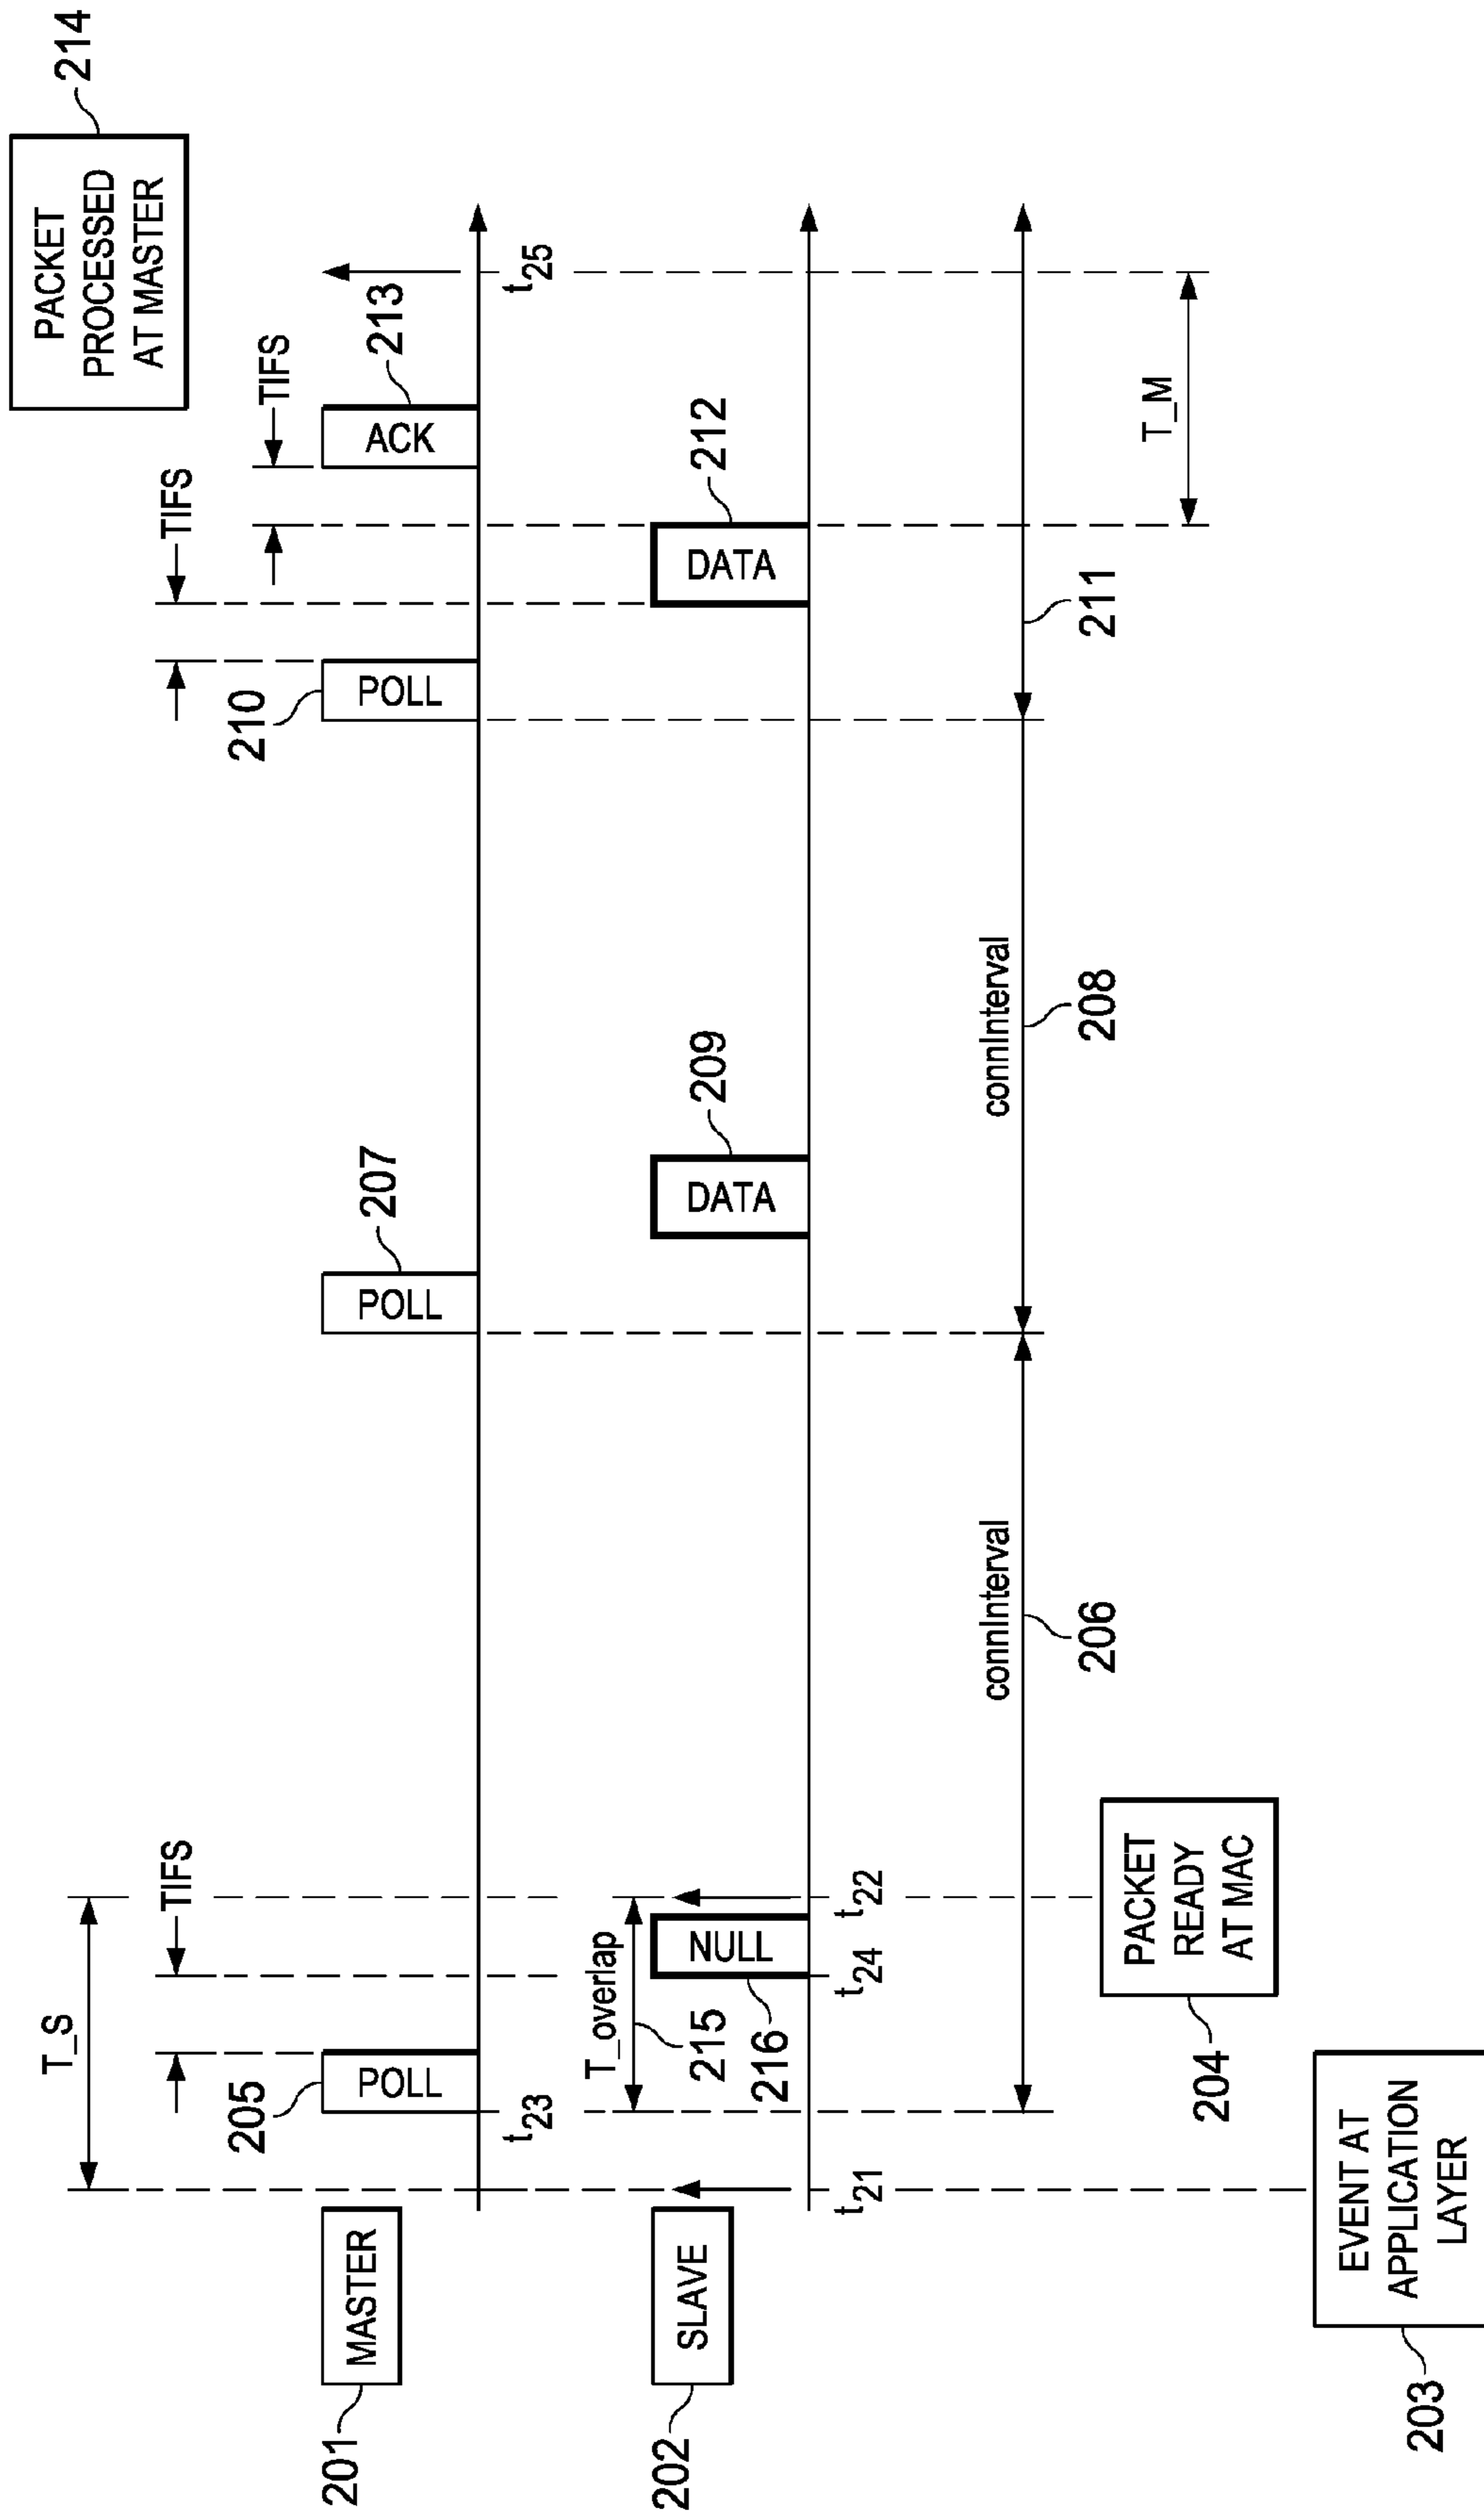 PACKET
PROCESSED
AT MASTER
214
T_S
TIFS
TIFS
TIFS
201
MASTER
205
POLL
207
POLL
210
POLL
ACK
213
t23
t25
T_overlap
215
202
SLAVE
216
NULL
DATA
209
DATA
212
t21
t24
t22
connInterval
connInterval
206
208
211
T_M
PACKET
READY
AT MAC
204
EVENT AT
APPLICATION
LAYER
203